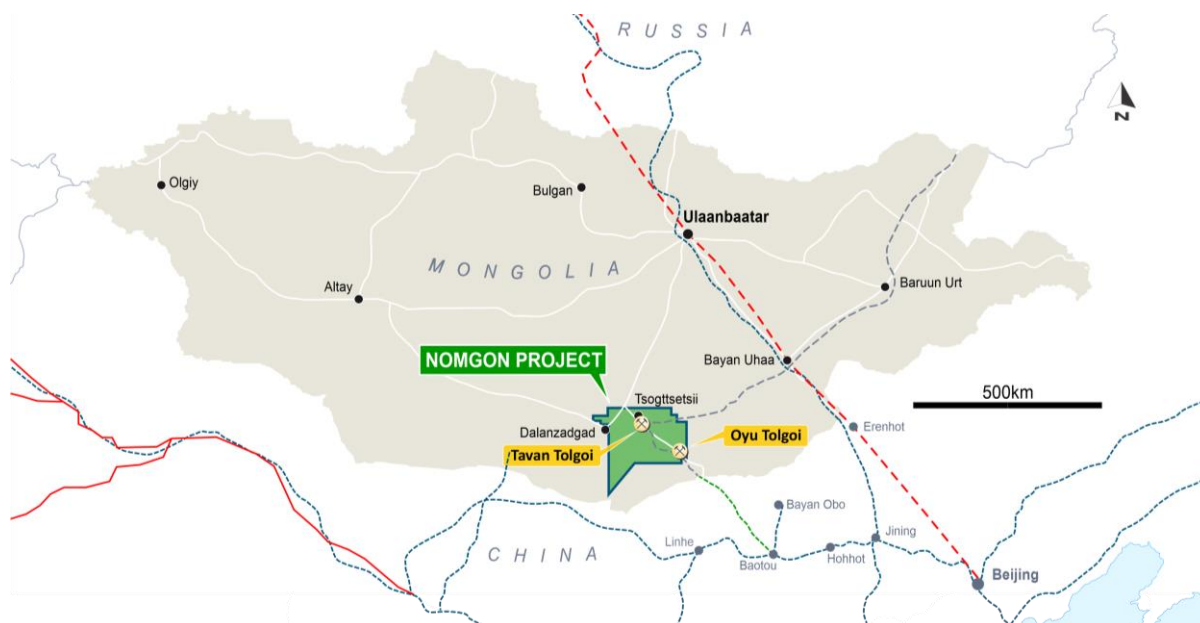 RUSSIA
N
Olgiy
Bulgan
Ulaanbaatar
MONGOLIA
Altay
Baruun Urt
NOMGON PROJECT
Bayan Uhaa
500km
Tsogttsetsii
Erenhot
Dalanzadgad
Oyu Tolgoi
Tavan Tolgoi
Bayan Obo
CHINA
Linhe
Baotou
Hohhot
Jining
Beijing